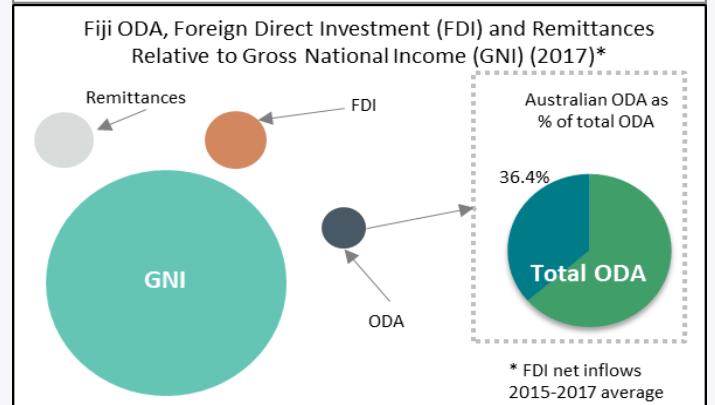 Fiji ODA, Foreign Direct Investment (FDI) and Remittances
Relative to Gross National Income (GNI) (2017)*
Remittances
FDI
Australian ODA as
% of total ODA
36.4%
GNI
Total ODA
ODA
* FDI net inflows
2015-2017 average